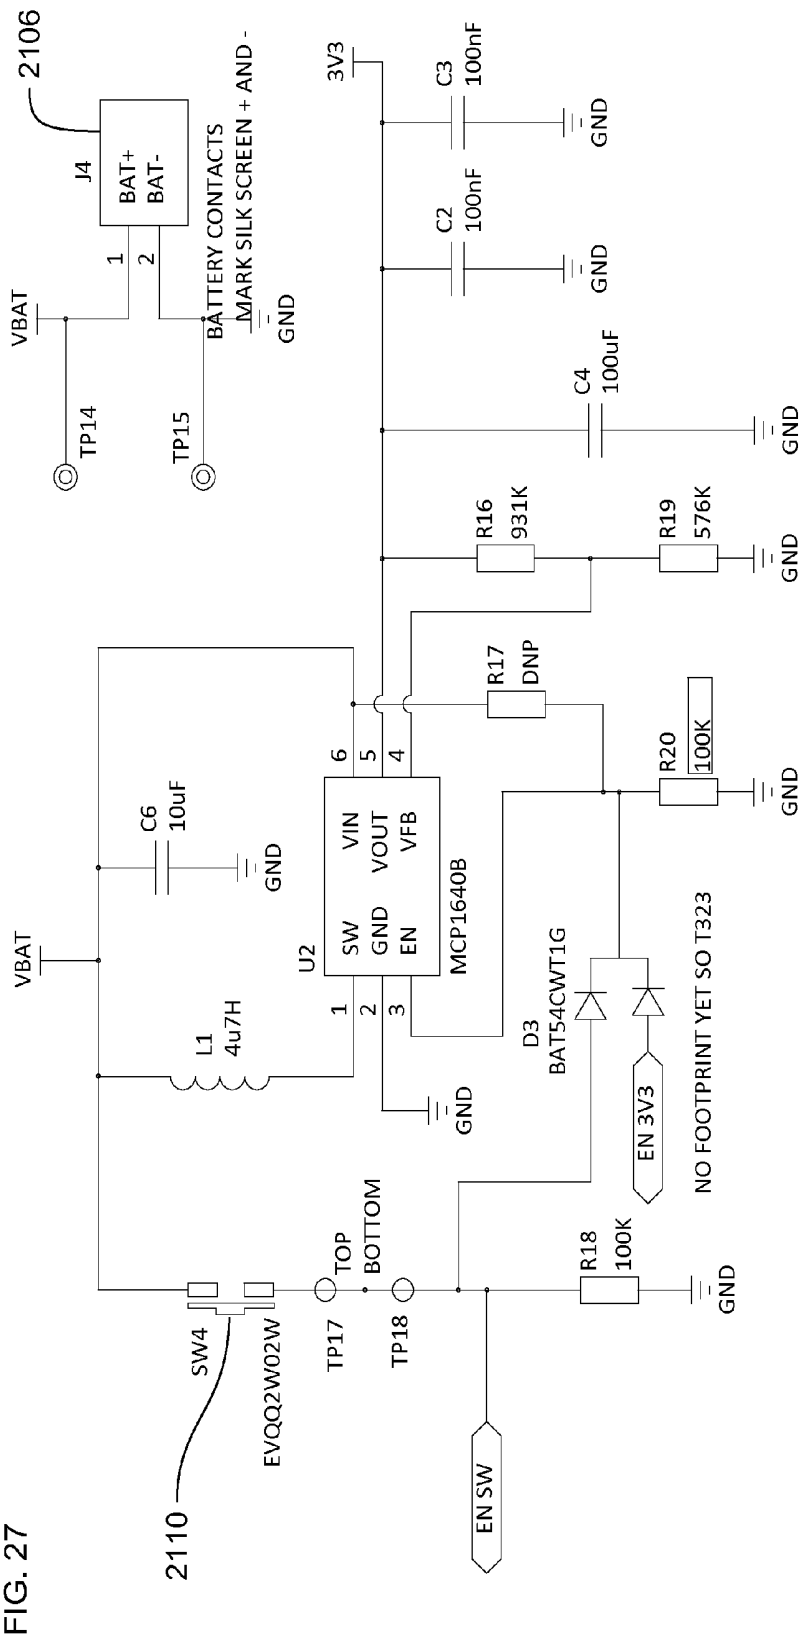 FIG. 27
2110
SW4
EVQQ2W02W
TP17
TOP
BOTTOM
TP18
EN SW
R18
100K
GND
VBAT
L1
4u7H
C6
10uF
GND
U2
SW
GND
EN
VIN
VOUT
VFB
1
2
3
6
5
4
MCP1640B
GND
D3
BAT54CWT1G
EN 3V3
NO FOOTPRINT YET SO T323
R17
DNP
R20
100K
GND
R16
931K
R19
576K
GND
C4
100uF
GND
C2
100nF
GND
C3
100nF
GND
3V3
TP14
TP15
VBAT
1
2
J4
BAT+
BAT-
2106
BATTERY CONTACTS
MARK SILK SCREEN + AND -
GND